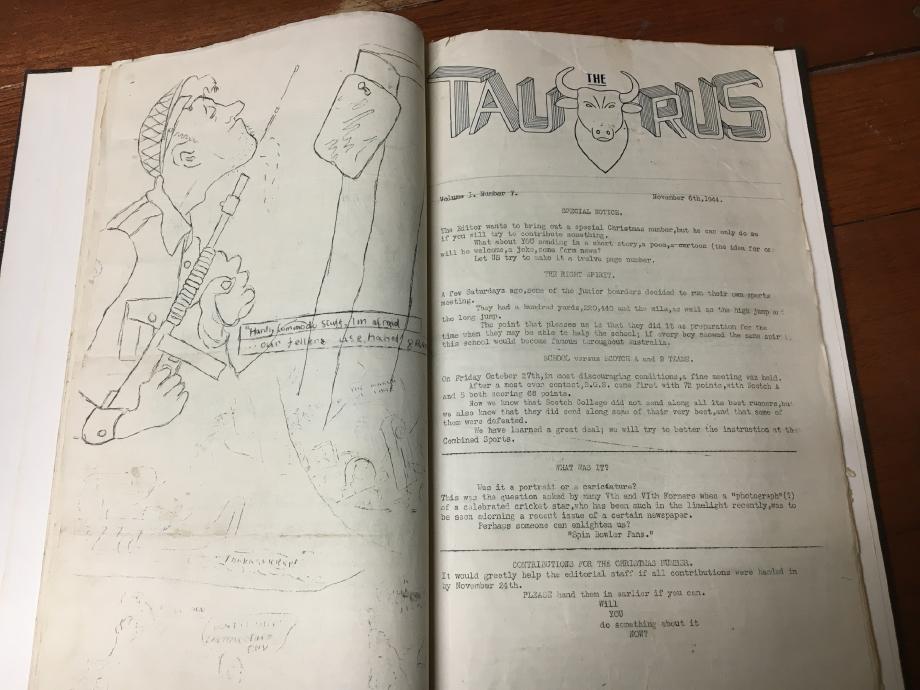 "Handy Commando Stuff. I'm afraid
our fellers use hand
THE
TAURUS
Volume 1. Number 7.
November 6th,1944.
SPECIAL NOTICE.
The Editor wants to bring out a special Christmas number,but he can only do so
if you will try to contribute something.
What about YOU sending in a short story,a poem,a cartoon (the idea for one
will be welcome,a joke,some form news?
Let US try to make it a twelve page number.
THE RIGHT SPIRIT.
A few Saturdays ago,some of the junior boarders decided to run their own sports
meeting.
They had a hundred yards,220,440 and the mile,as well as the high jump and
the long jump.
The point that pleases us is that they did it as preparation for the
time when they may be able to help the school; if every boy showed the same spirit,
this school would become famous throughout Australia.
SCHOOL versus SCOTCH A and B TEAMS.
On Friday October 27th,in most discouraging conditions,a fine meeting was held.
After a most even contest,B.G.S. came first with 72 points,with Scotch A
and B both scoring 68 points.
Now we know that Scotch College did not send along all its best runners,but
we also know that they did send along some of their very best,and that some of
them were defeated.
We have learned a great deal; we will try to better the instruction at the
Combined Sports.
WHAT WAS IT?
Was it a portrait or a caricature?
This was the question asked by many Vth and VIth Formers when a "photograph"(?)
of a celebrated cricket star,who has been much in the limelight recently,was to
be seen adorning a recent issue of a certain newspaper.
Perhaps someone can enlighten us?
"Spin Bowler Fans."
CONTRIBUTIONS FOR THE CHRISTMAS NUMBER.
It would greatly help the editorial staff if all contributions were handed in
by November 24th.
PLEASE hand them in earlier if you can.
Will
YOU
do something about it
NOW?